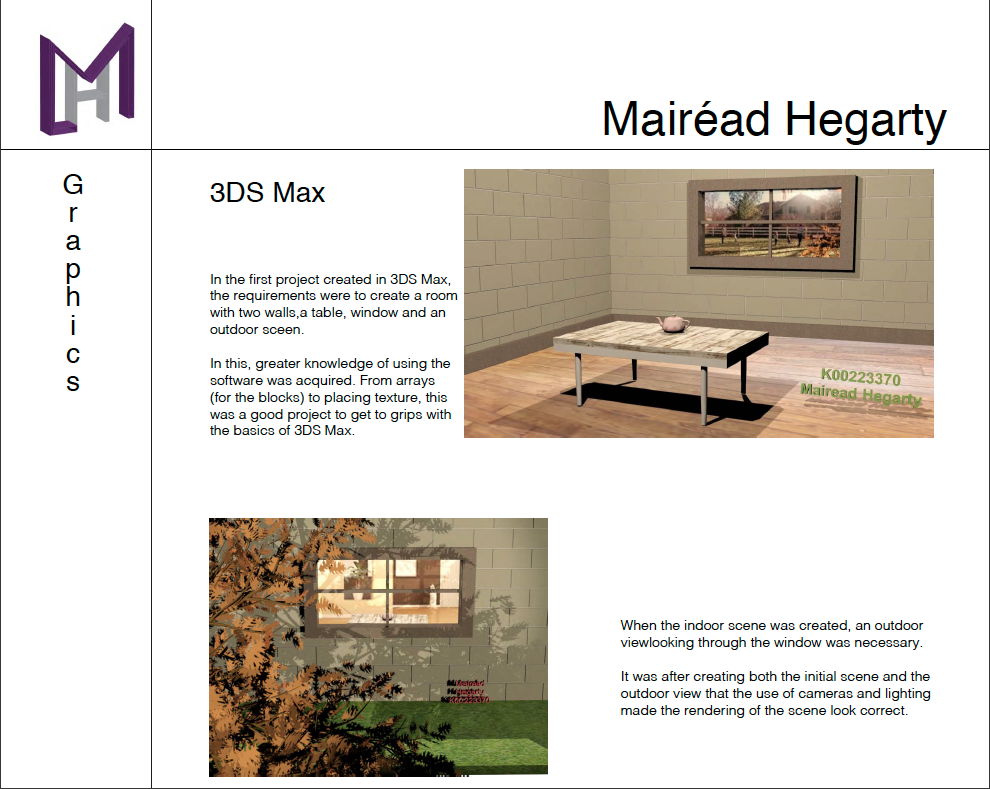 MH
Mairéad Hegarty
G
r
a
p
h
i
c
s
3DS Max
In the first project created in 3DS Max,
the requirements were to create a room
with two walls,a table, window and an
outdoor sceen.
In this, greater knowledge of using the
software was acquired. From arrays
(for the blocks) to placing texture, this
was a good project to get to grips with
the basics of 3DS Max.
K00223370
Mairead Hegarty
Mairead
Hegarty
K00223370
When the indoor scene was created, an outdoor
viewlooking through the window was necessary.
It was after creating both the initial scene and the
outdoor view that the use of cameras and lighting
made the rendering of the scene look correct.